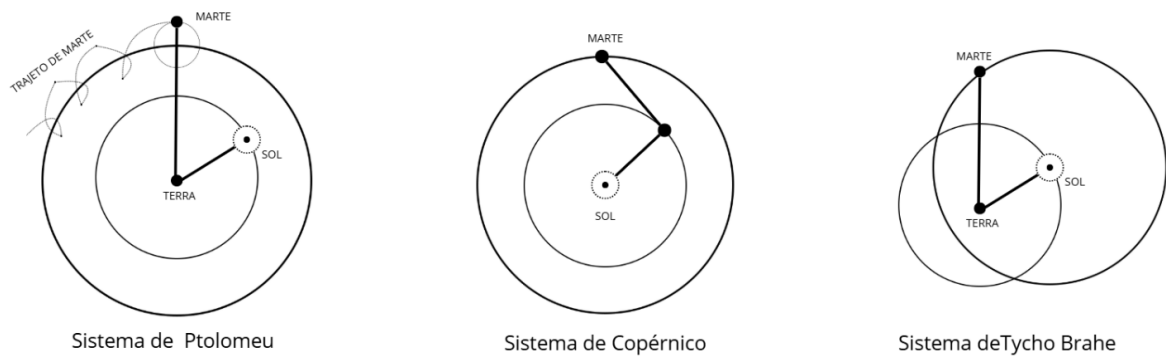 MARTE
TRAJETO DE MARTE
SOL
TERRA
Sistema de Ptolomeu
MARTE
SOL
Sistema de Copérnico
MARTE
SOL
TERRA
Sistema deTycho Brahe